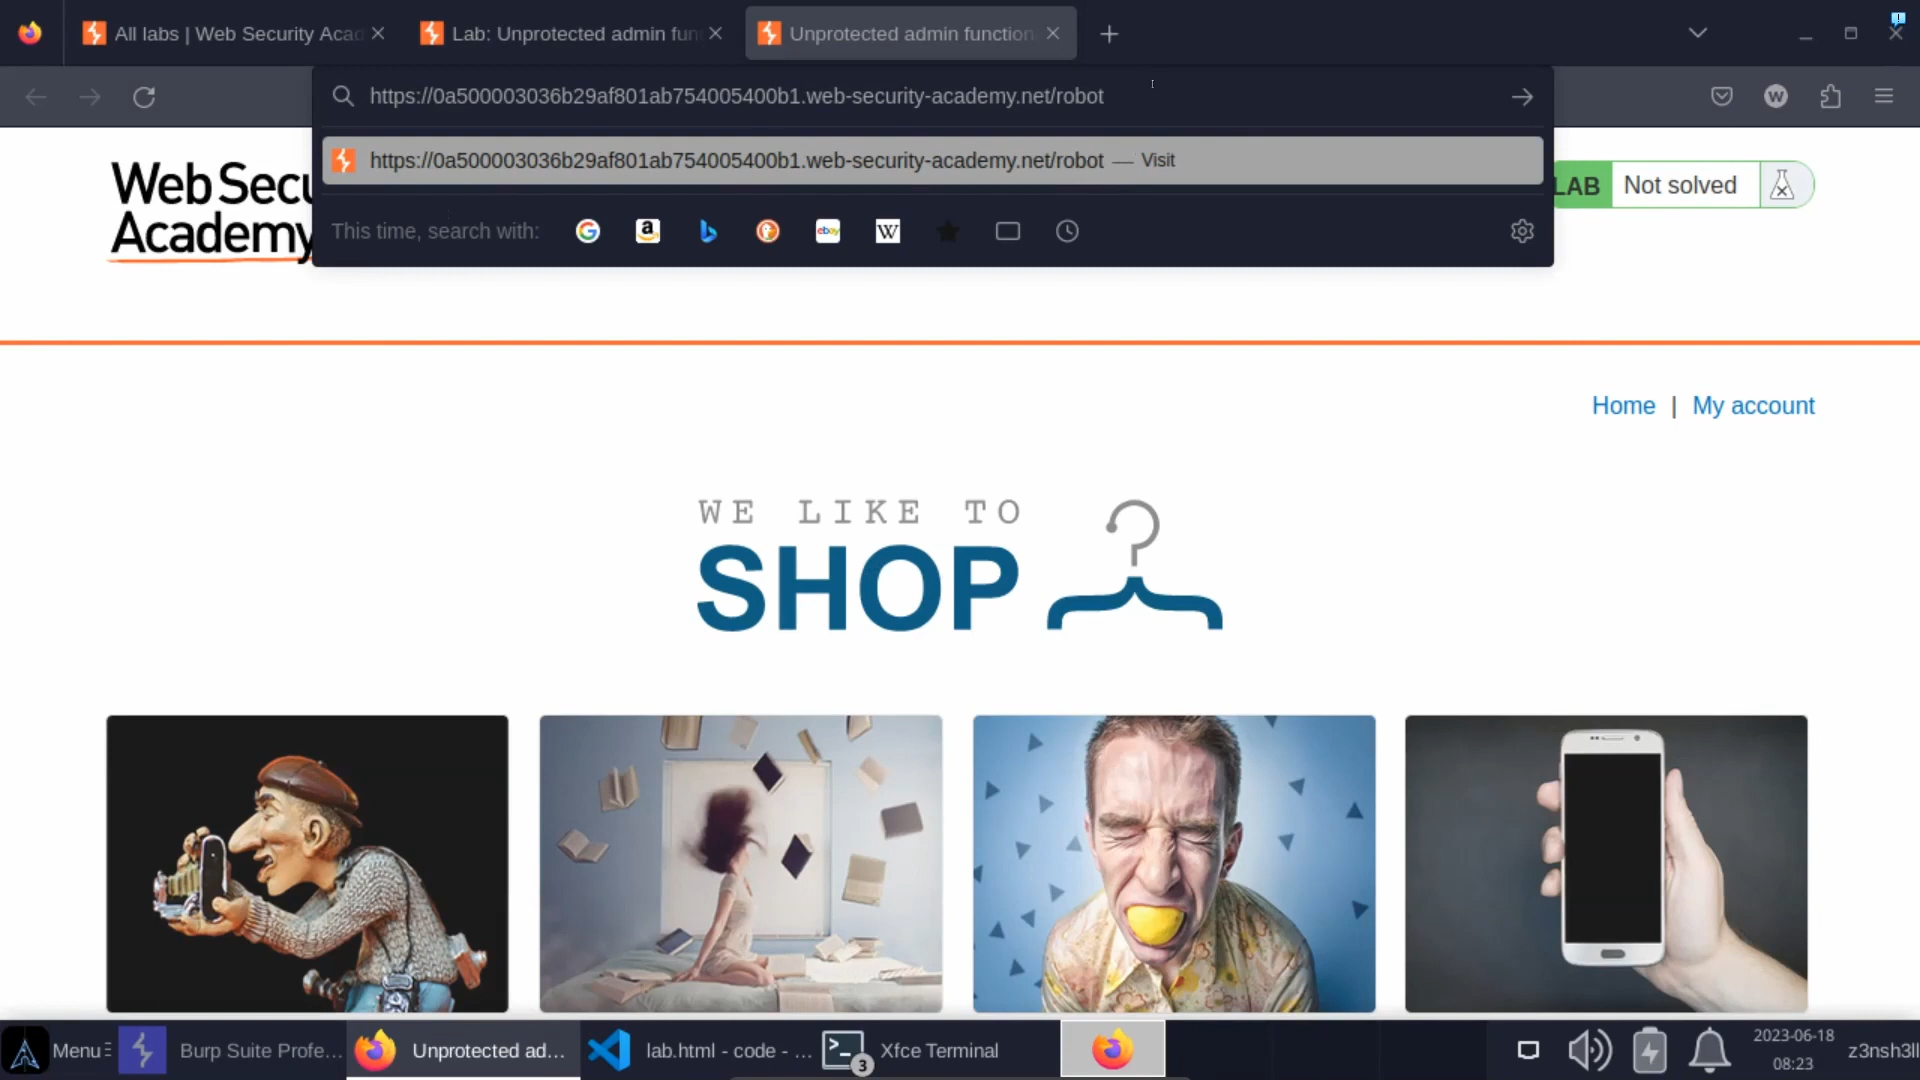 All labs | Web Security Acad
Lab: Unprotected admin fun
Unprotected admin function
https://0a500003036b29af801ab754005400b1.web-security-academy.net/robot
W
https://0a500003036b29af801ab754005400b1.web-security-academy.net/robot — Visit
This time, search with:
G
a
ebay
W
Web Secu
Academy
LAB
Not solved
Home | My account
WE LIKE TO
SHOP
Menu
Burp Suite Profe...
Unprotected ad...
lab.html - code - ...
3
Xfce Terminal
2023-06-18
08:23
z3nsh3ll